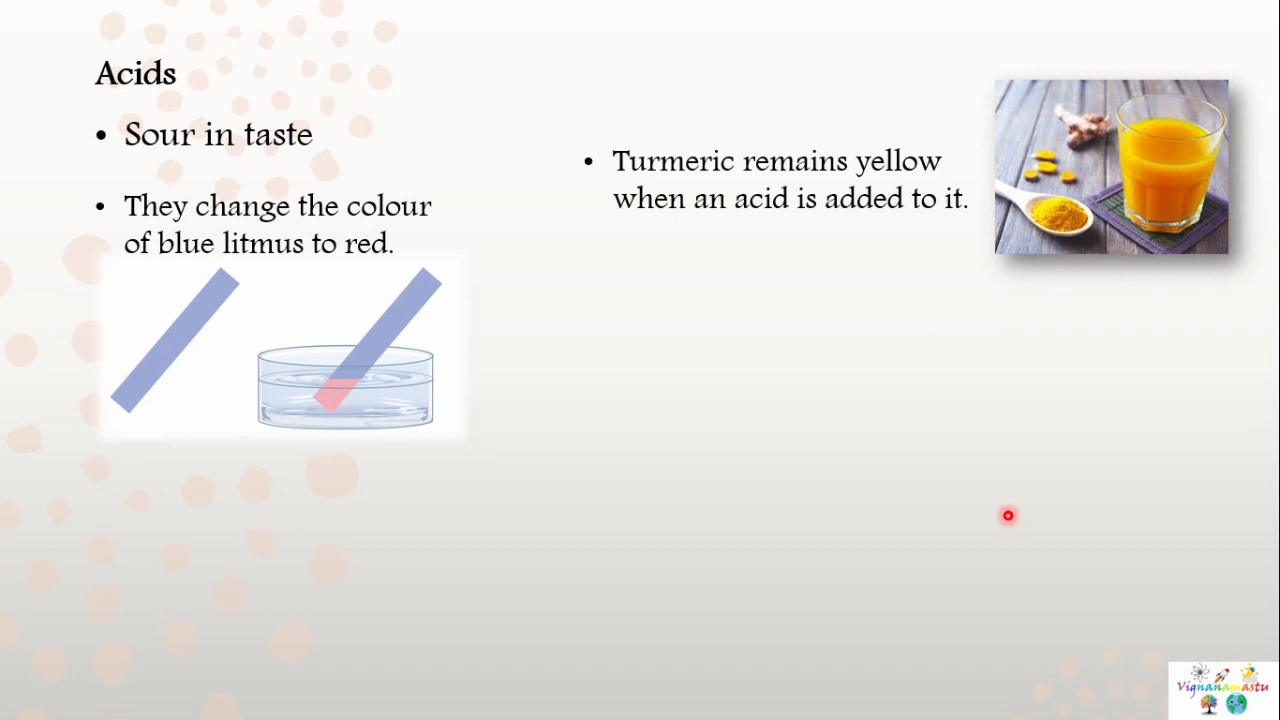 Acids
• Sour in taste
• They change the colour
of blue litmus to red.
• Turmeric remains yellow
when an acid is added to it.
Vignanamastu